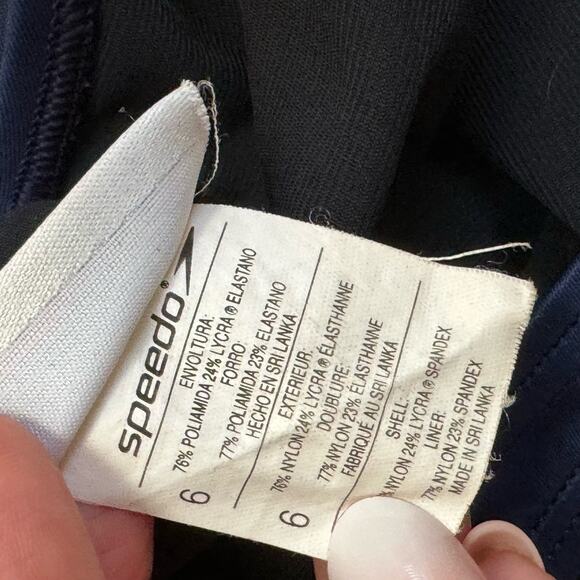 speedo®
ENVOLTURA:
76% POLIAMIDA 24% LYCRA® ELASTANO
FORRO:
77% POLIAMIDA 23% ELASTANO
HECHO EN SRI LANKA
6
EXTERIEUR:
76% NYLON 24% LYCRA® ÉLASTHANNE
DOUBLURE:
77% NYLON 23% ÉLASTHANNE
FABRIQUÉ AU SRI LANKA
6
SHELL:
NYLON 24% LYCRA® SPANDEX
LINER:
77% NYLON 23% SPANDEX
MADE IN SRI LANKA